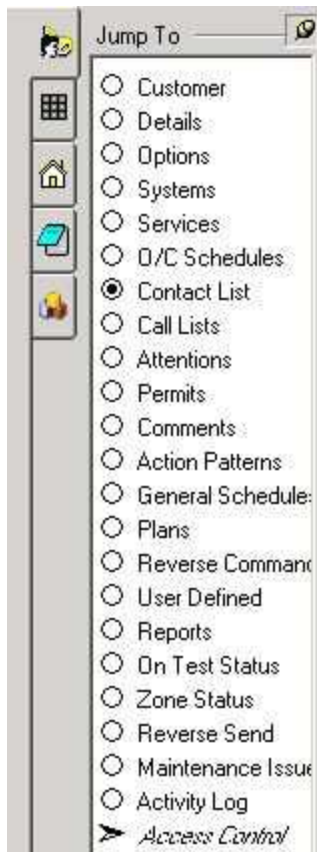 Jump To
Customer
Details
Options
Systems
Services
O/C Schedules
Contact List
Call Lists
Attentions
Permits
Comments
Action Patterns
General Schedule
Plans
Reverse Comman
User Defined
Reports
On Test Status
Zone Status
Reverse Send
Maintenance Issue
Activity Log
Access Control